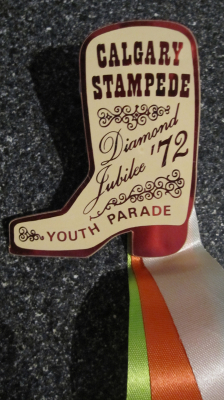 CALGARY
STAMPEDE
Diamond
Jubilee '72
YOUTH PARADE